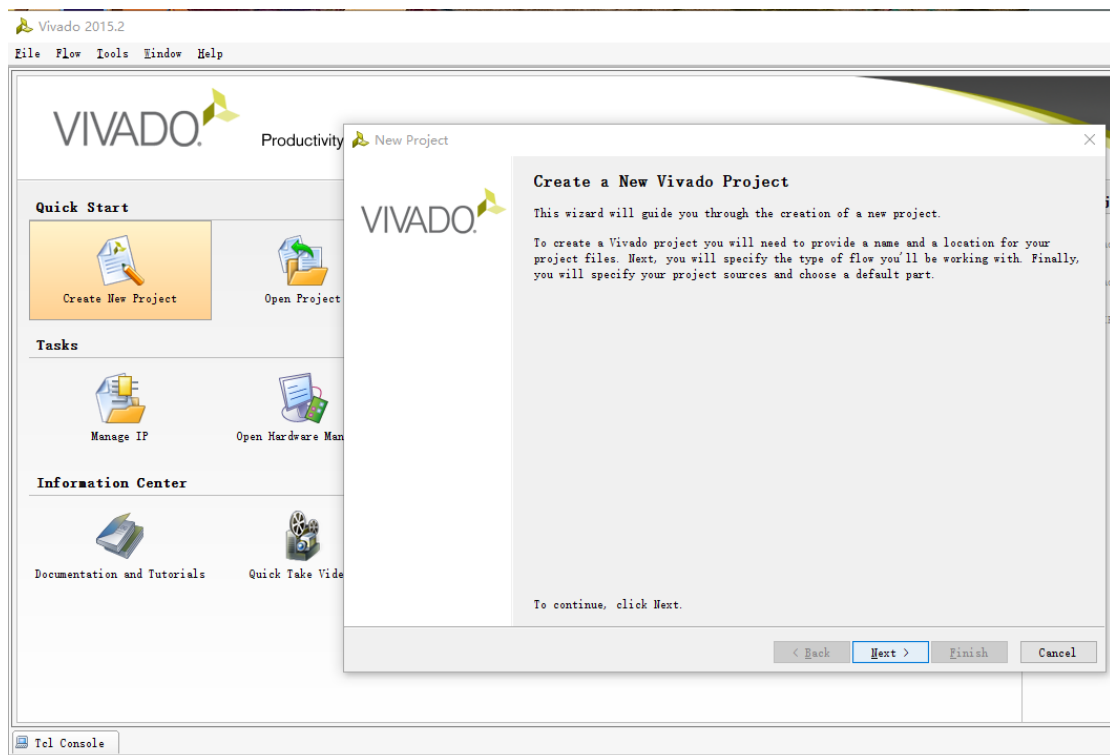 Vivado 2015.2
File Flow Tools Window Help
VIVADO.
Productivity
Quick Start
Create New Project
Open Project
Tasks
Manage IP
Open Hardware Man
Information Center
Documentation and Tutorials
Quick Take Vide
New Project
VIVADO.
Create a New Vivado Project
This wizard will guide you through the creation of a new project.
To create a Vivado project you will need to provide a name and a location for your
project files. Next, you will specify the type of flow you'll be working with. Finally,
you will specify your project sources and choose a default part.
To continue, click Next.
< Back Next > Finish Cancel
Tcl Console